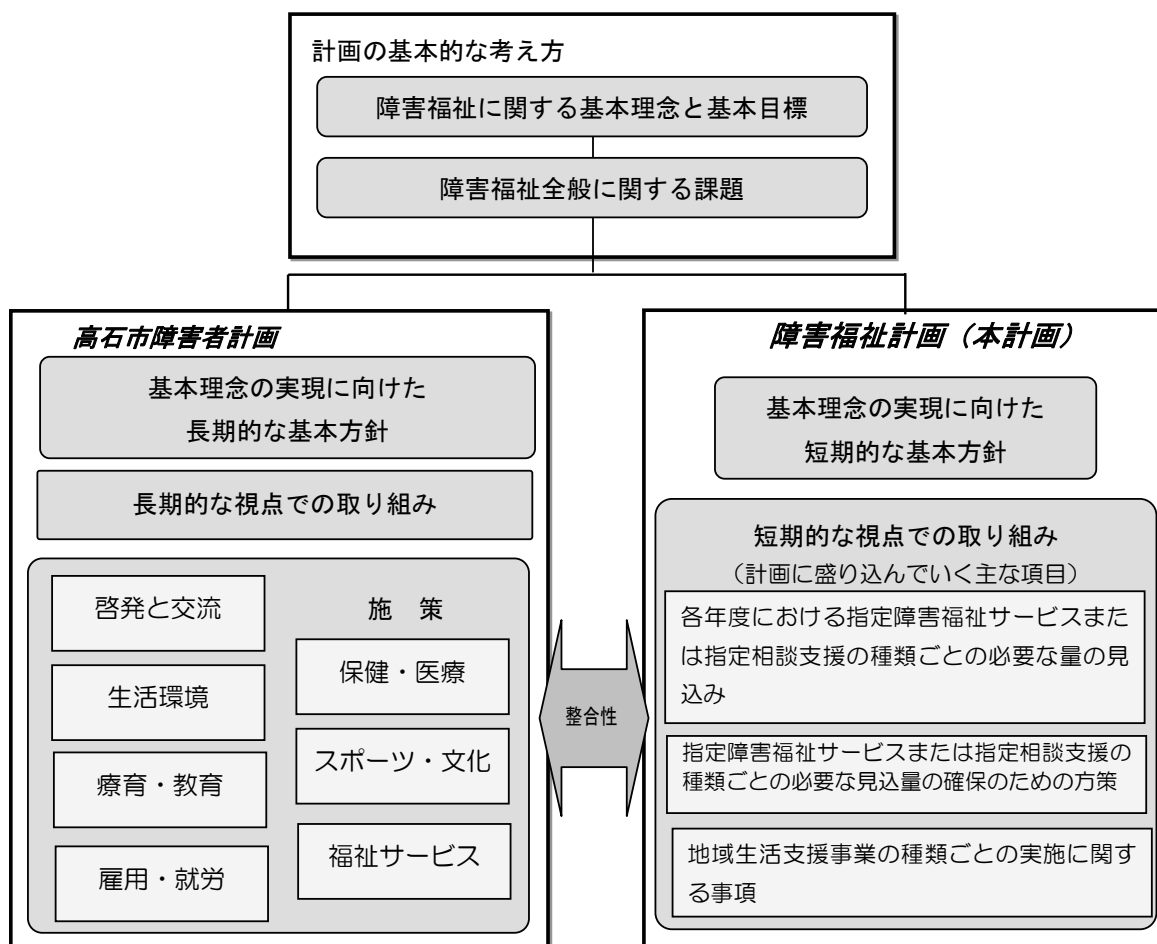 計画の基本的な考え方
障害福祉に関する基本理念と基本目標
障害福祉全般に関する課題
高石市障害者計画
基本理念の実現に向けた
長期的な基本方針
長期的な視点での取り組み
施　策
啓発と交流
生活環境
療育・教育
雇用・就労
保健・医療
スポーツ・文化
福祉サービス
整合性
障害福祉計画（本計画）
基本理念の実現に向けた
短期的な基本方針
短期的な視点での取り組み
（計画に盛り込んでいく主な項目）
各年度における指定障害福祉サービスまた
は指定相談支援の種類ごとの必要な量の見
込み
指定障害福祉サービスまたは指定相談支援の
種類ごとの必要な見込量の確保のための方策
地域生活支援事業の種類ごとの実施に関す
る事項